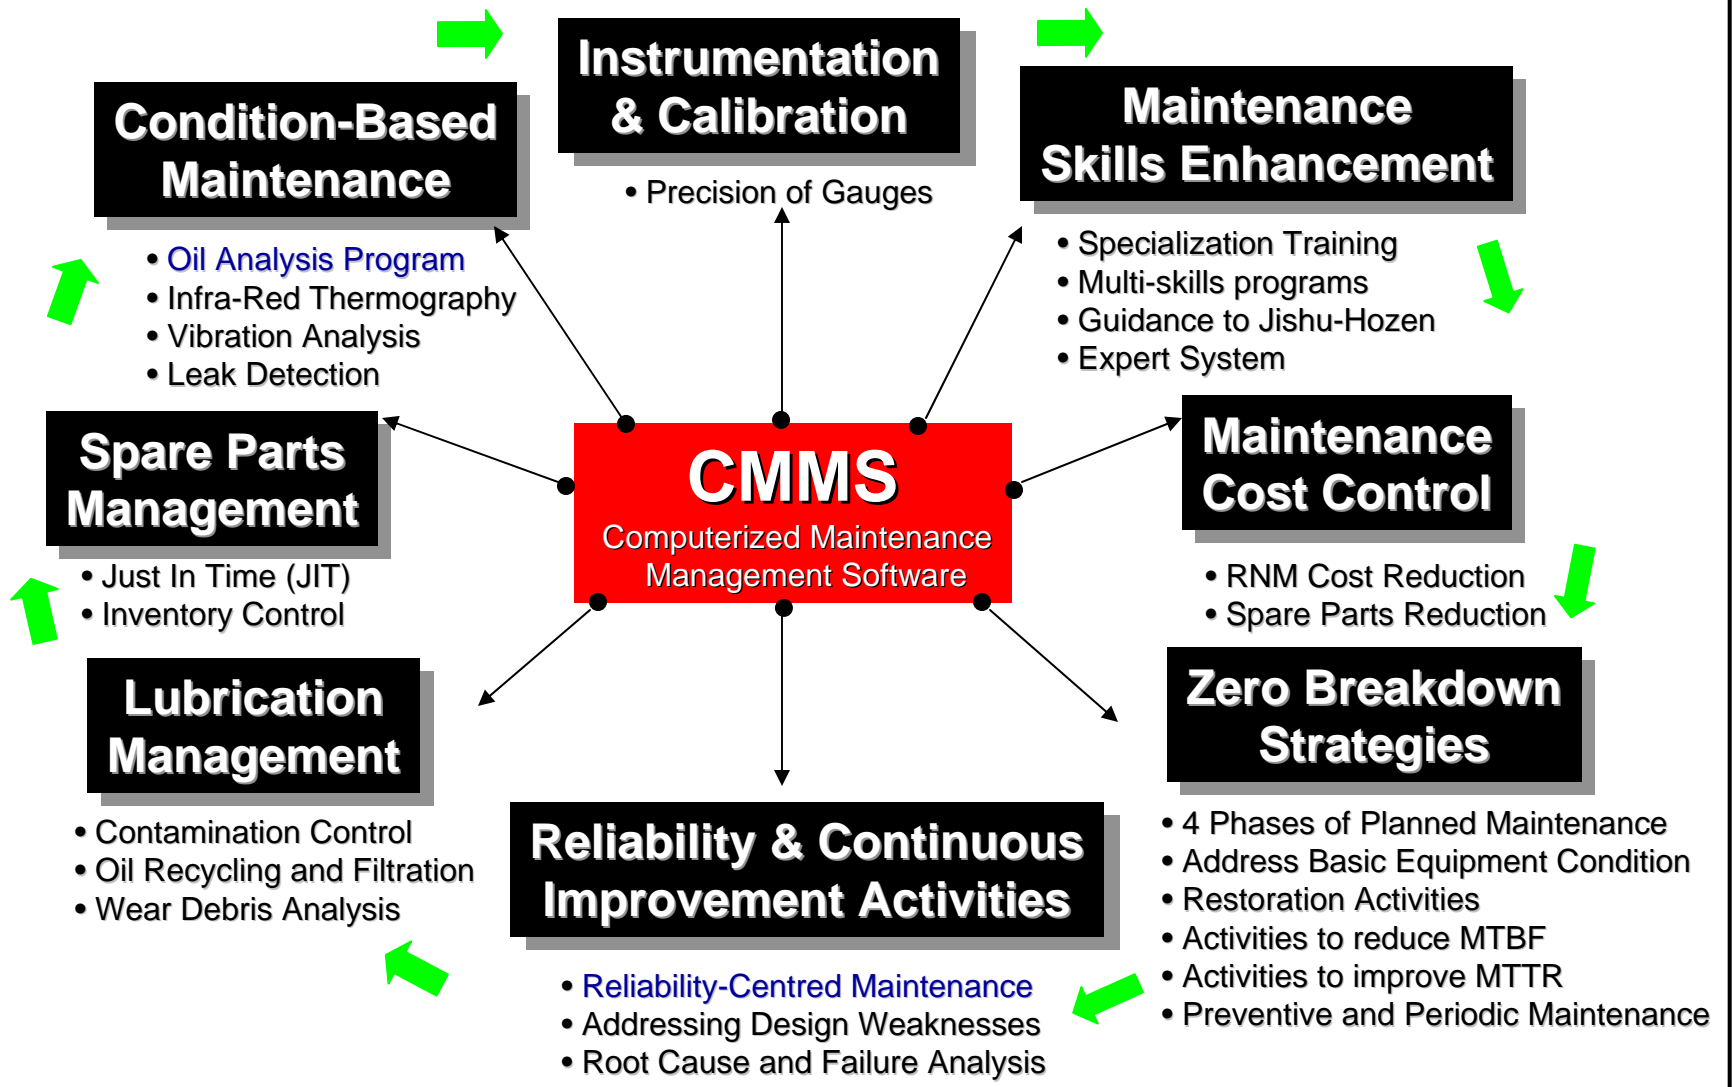 Instrumentation
& Calibration
• Precision of Gauges
Condition-Based
Maintenance
• Oil Analysis Program
• Infra-Red Thermography
• Vibration Analysis
• Leak Detection
Maintenance
Skills Enhancement
• Specialization Training
• Multi-skills programs
• Guidance to Jishu-Hozen
• Expert System
Spare Parts
Management
• Just In Time (JIT)
• Inventory Control
CMMS
Computerized Maintenance
Management Software
Maintenance
Cost Control
• RNM Cost Reduction
• Spare Parts Reduction
Lubrication
Management
• Contamination Control
• Oil Recycling and Filtration
• Wear Debris Analysis
Zero Breakdown
Strategies
• 4 Phases of Planned Maintenance
• Address Basic Equipment Condition
• Restoration Activities
• Activities to reduce MTBF
• Activities to improve MTTR
• Preventive and Periodic Maintenance
Reliability & Continuous
Improvement Activities
• Reliability-Centred Maintenance
• Addressing Design Weaknesses
• Root Cause and Failure Analysis